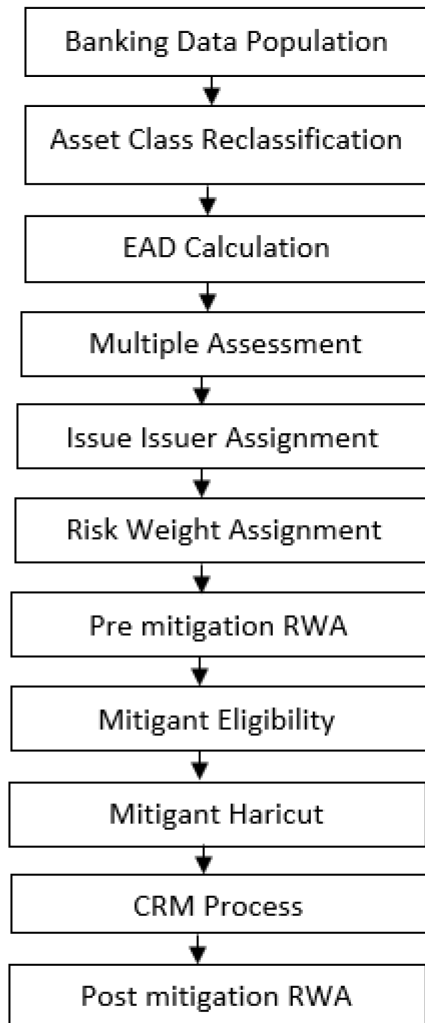 Banking Data Population
Asset Class Reclassification
EAD Calculation
Multiple Assessment
Issue Issuer Assignment
Risk Weight Assignment
Pre mitigation RWA
Mitigant Eligibility
Mitigant Haricut
CRM Process
Post mitigation RWA